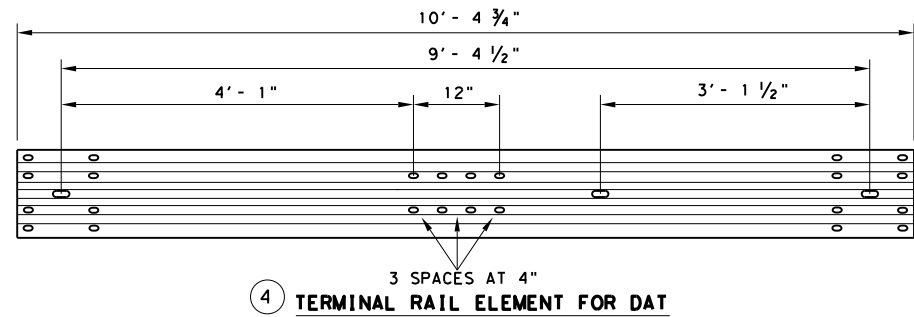 10'- 4 ¾"
9'- 4 ½"
4'- 1" 12" 3'- 1 ½"
3 SPACES AT 4"
4 TERMINAL RAIL ELEMENT FOR DAT